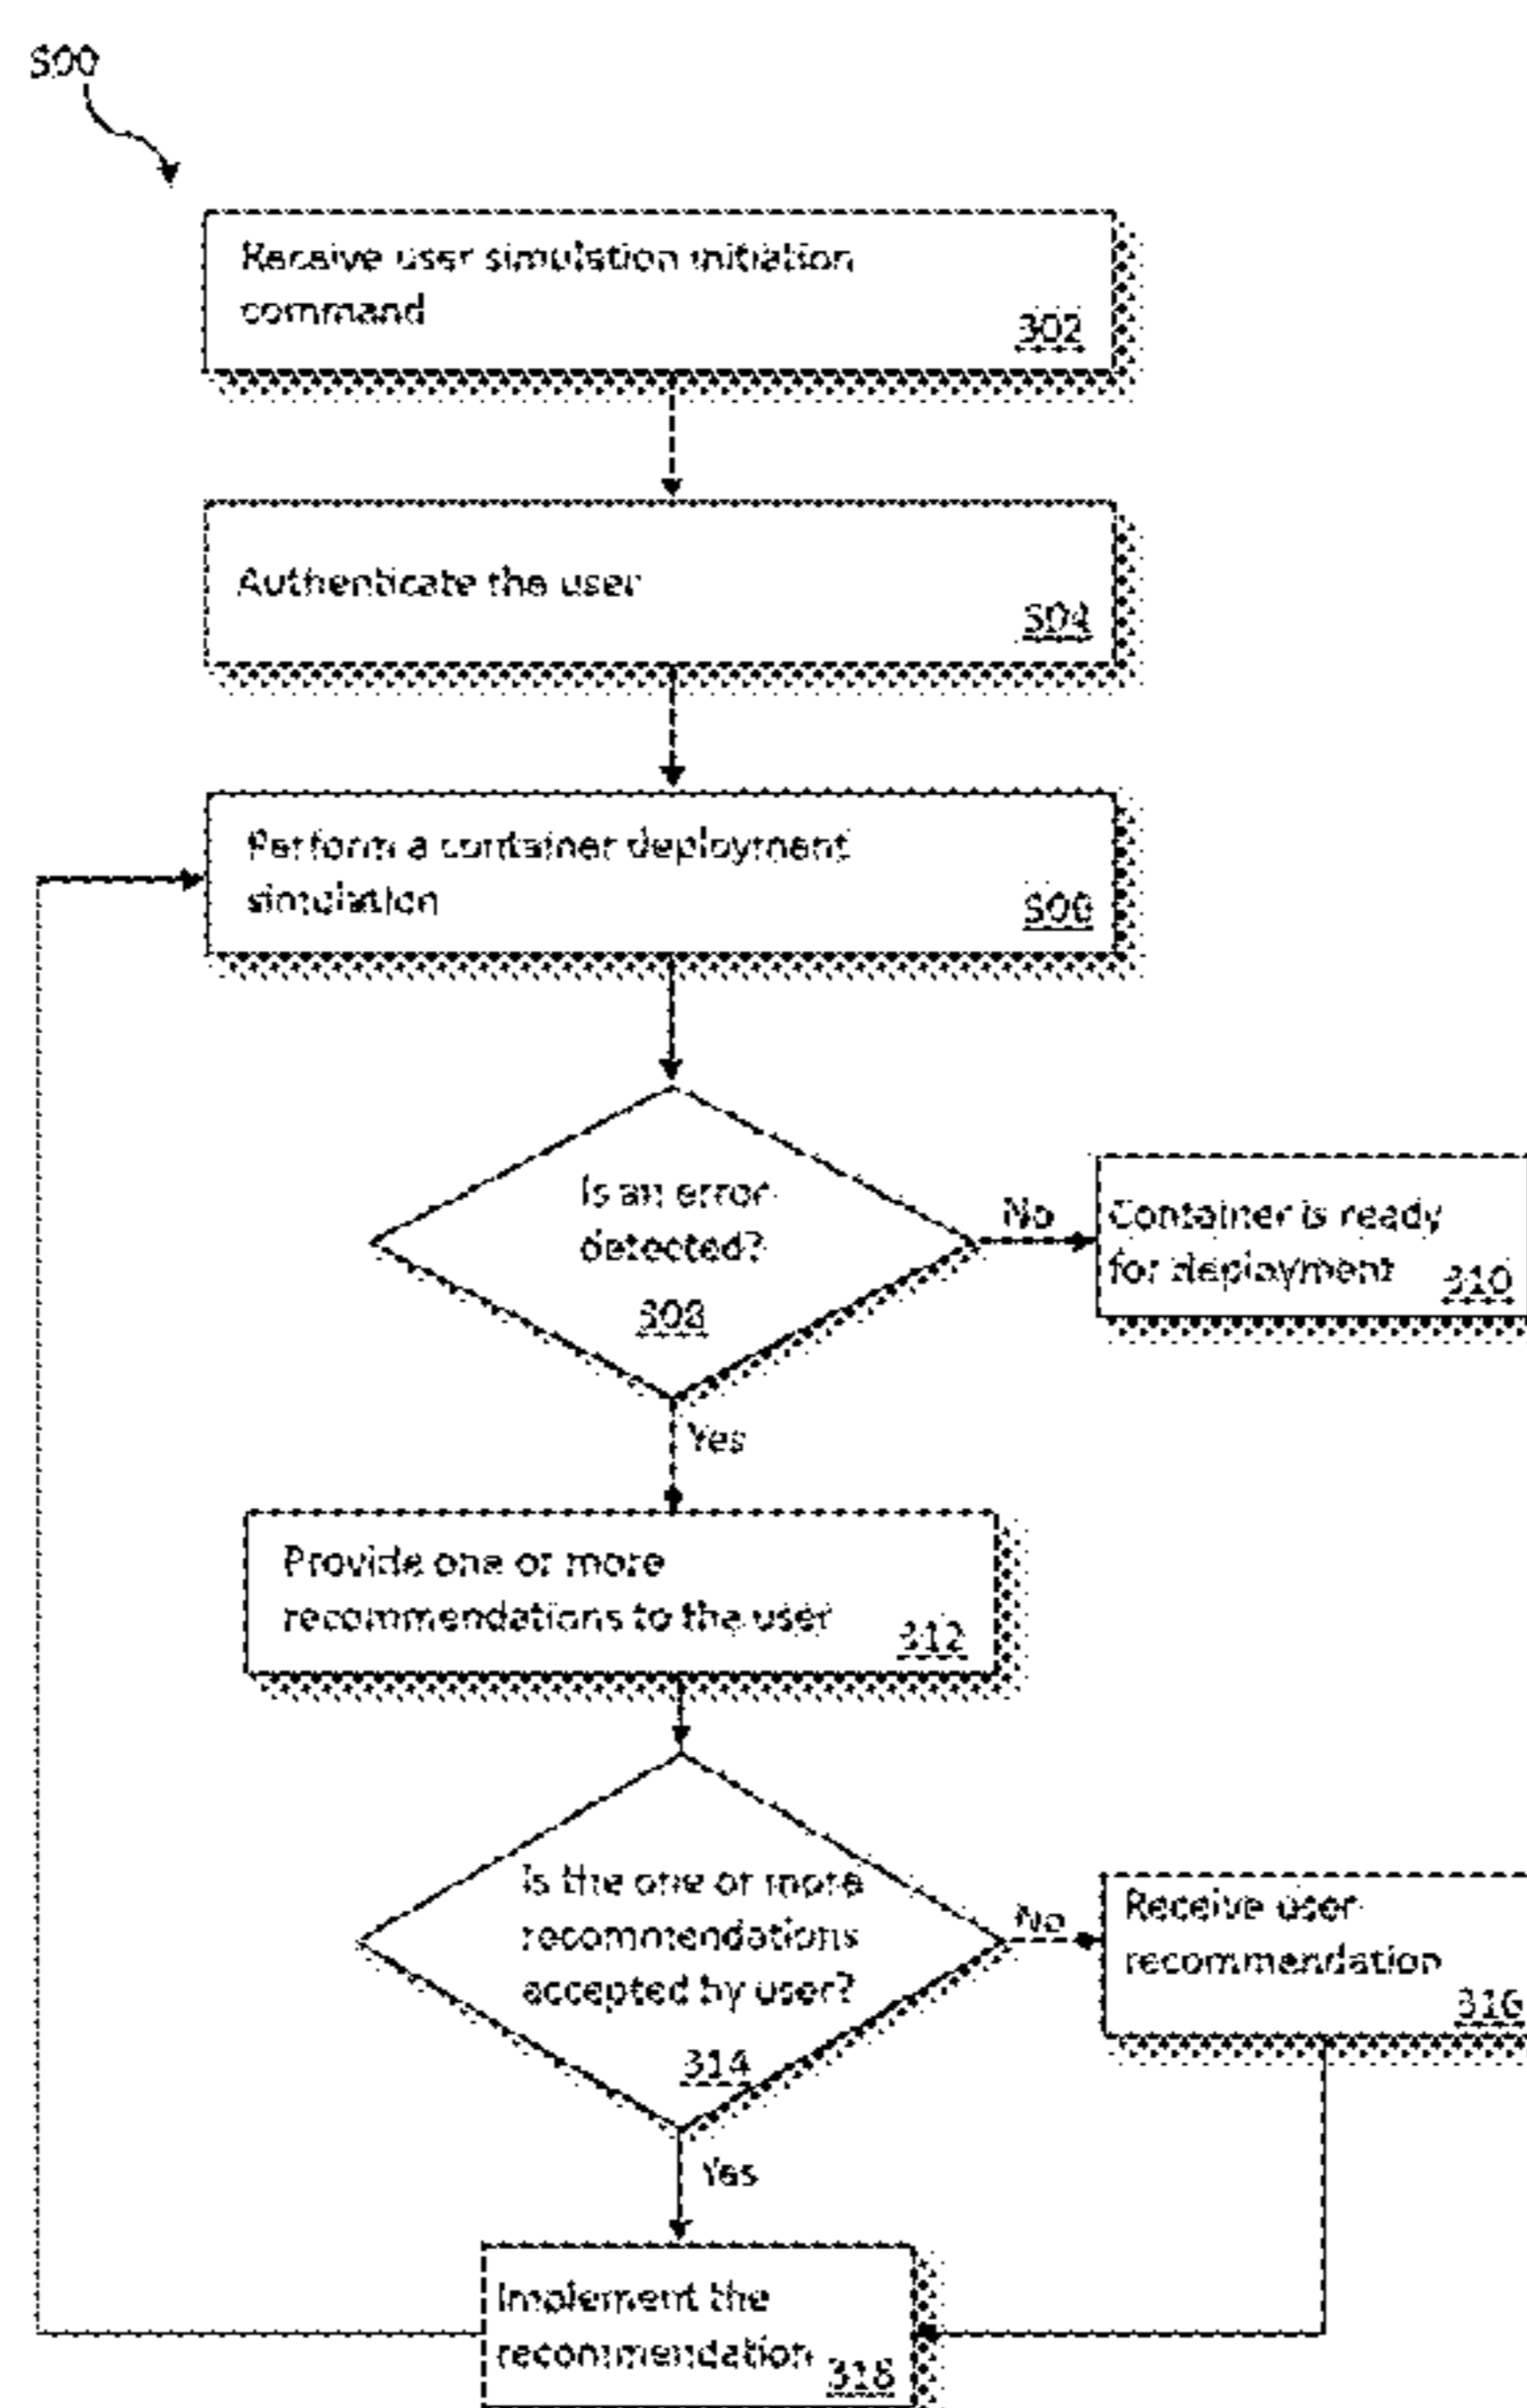 300
Receive user simulation initiation
command
302
Authenticate the user
304
Perform a container deployment
simulation
306
Is an error
detected?
308
No
Container is ready
for deployment
310
Yes
Provide one or more
recommendations to the user
312
Is the one or more
recommendations
accepted by user?
314
No
Receive user
recommendation
316
Yes
Implement the
recommendation
318